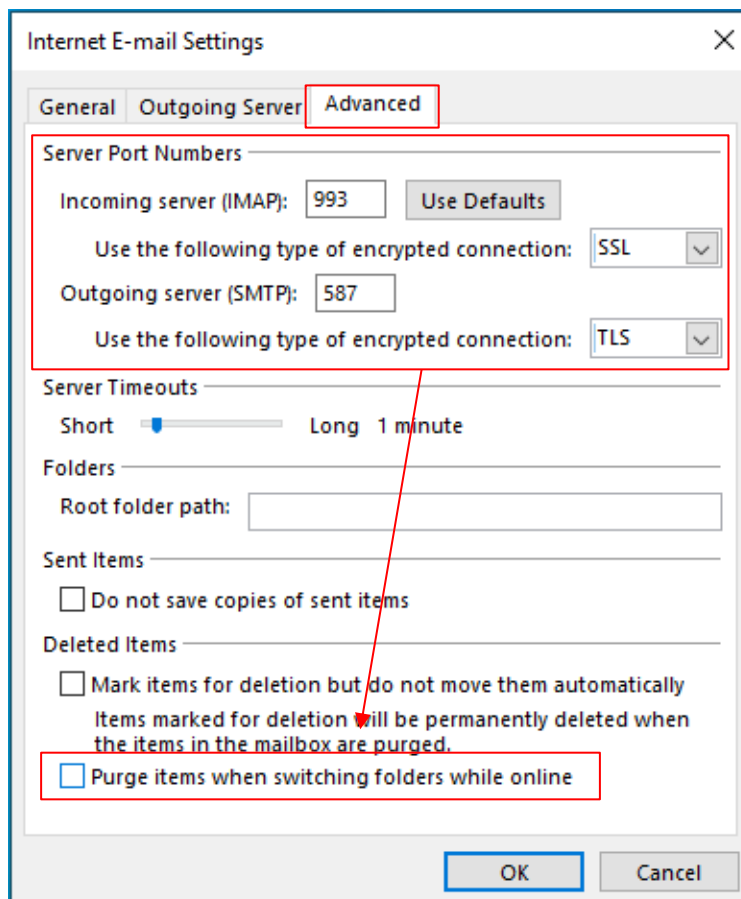 Internet E-mail Settings
General Outgoing Server Advanced
Server Port Numbers
Incoming server (IMAP): 993 Use Defaults
Use the following type of encrypted connection: SSL
Outgoing server (SMTP): 587
Use the following type of encrypted connection: TLS
Server Timeouts
Short Long 1 minute
Folders
Root folder path:
Sent Items
Do not save copies of sent items
Deleted Items
Mark items for deletion but do not move them automatically
Items marked for deletion will be permanently deleted when
the items in the mailbox are purged.
Purge items when switching folders while online
OK Cancel